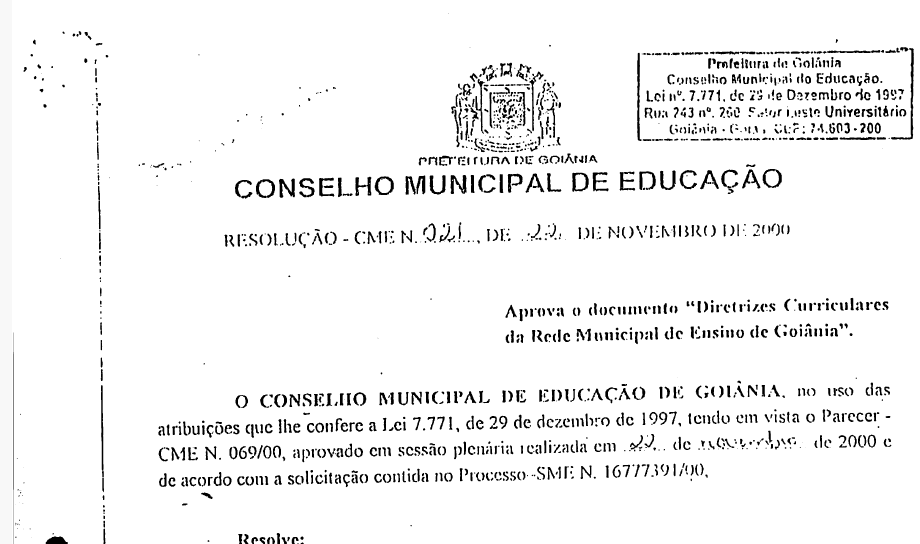 Prefeitura de Goiânia
Conselho Municipal de Educação.
Lei nº. 7.771, de 29 de Dezembro de 1997
Rua 243 nº. 260 Setor Leste Universitário
Goiânia - CEP: 74.603-200
PREFEITURA DE GOIÂNIA
CONSELHO MUNICIPAL DE EDUCAÇÃO
RESOLUÇÃO - CME N. 021, DE 22 DE NOVEMBRO DE 2000
Aprova o documento “Diretrizes Curriculares
da Rede Municipal de Ensino de Goiânia”.
O CONSELHO MUNICIPAL DE EDUCAÇÃO DE GOIÂNIA, no uso das
atribuições que lhe confere a Lei 7.771, de 29 de dezembro de 1997, tendo em vista o Parecer -
CME N. 069/00, aprovado em sessão plenária realizada em 22 de novembro de 2000 e
de acordo com a solicitação contida no Processo-SME N. 16777391/00,
Resolve: